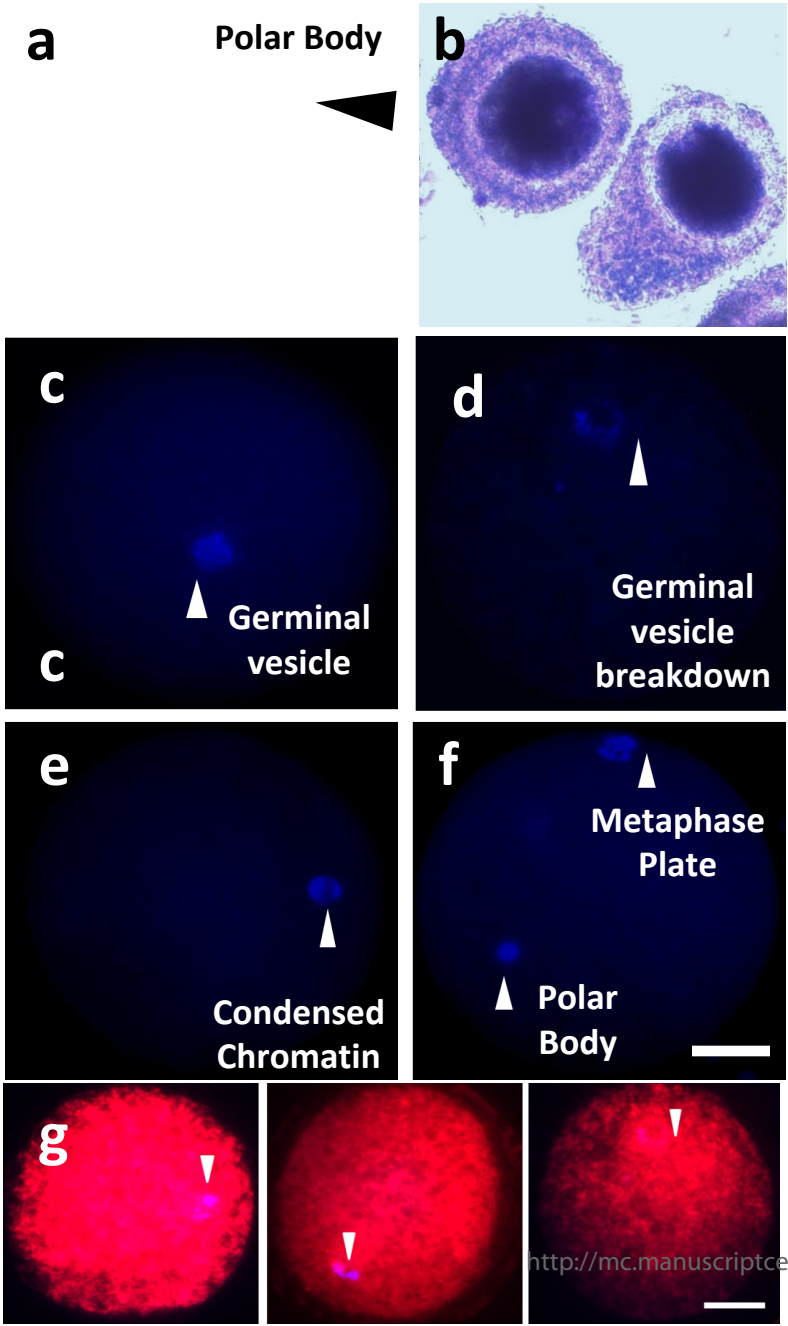 a
Polar Body
b
c
Germinal
vesicle
c
d
Germinal
vesicle
breakdown
e
Condensed
Chromatin
f
Metaphase
Plate
Polar
Body
g
http://mc.manuscriptce